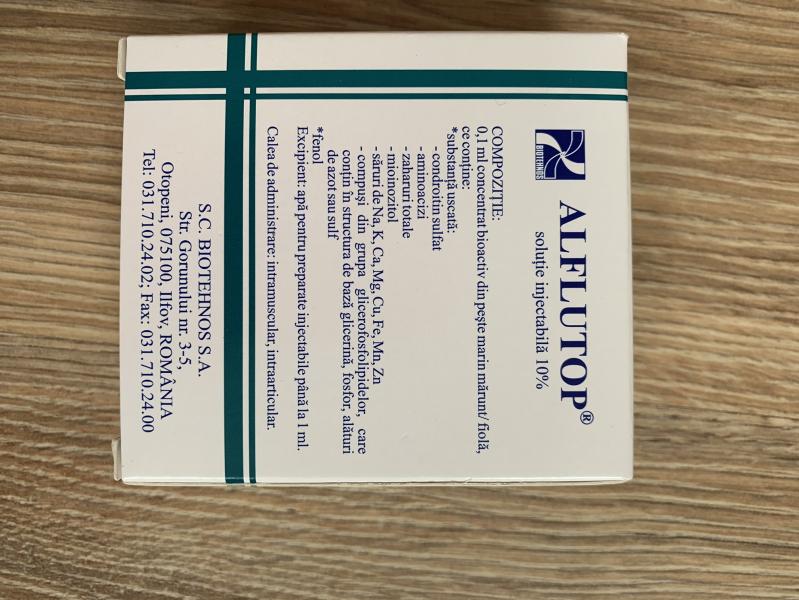 BIOTEHNOS
ALFLUTOP®
soluție injectabilă 10%
COMPOZIȚIE:
0,1 ml concentrat bioactiv din pește marin mărunt/ fiolă,
ce conține:
*substanță uscată:
- condroitin sulfat
- aminoacizi
- zaharuri totale
- mioinozitol
- săruri de Na, K, Ca, Mg, Cu, Fe, Mn, Zn
- compuși din grupa glicerofosfolipidelor, care
conțin în structura de bază glicerină, fosfor, alături
de azot sau sulf
*fenol
Excipient: apă pentru preparate injectabile până la 1 ml.
Calea de administrare: intramuscular, intraarticular.
S.C. BIOTEHNOS S.A.
Str. Gorunului nr. 3-5,
Otopeni, 075100, Ilfov, ROMÂNIA
Tel: 031.710.24.02; Fax: 031.710.24.00